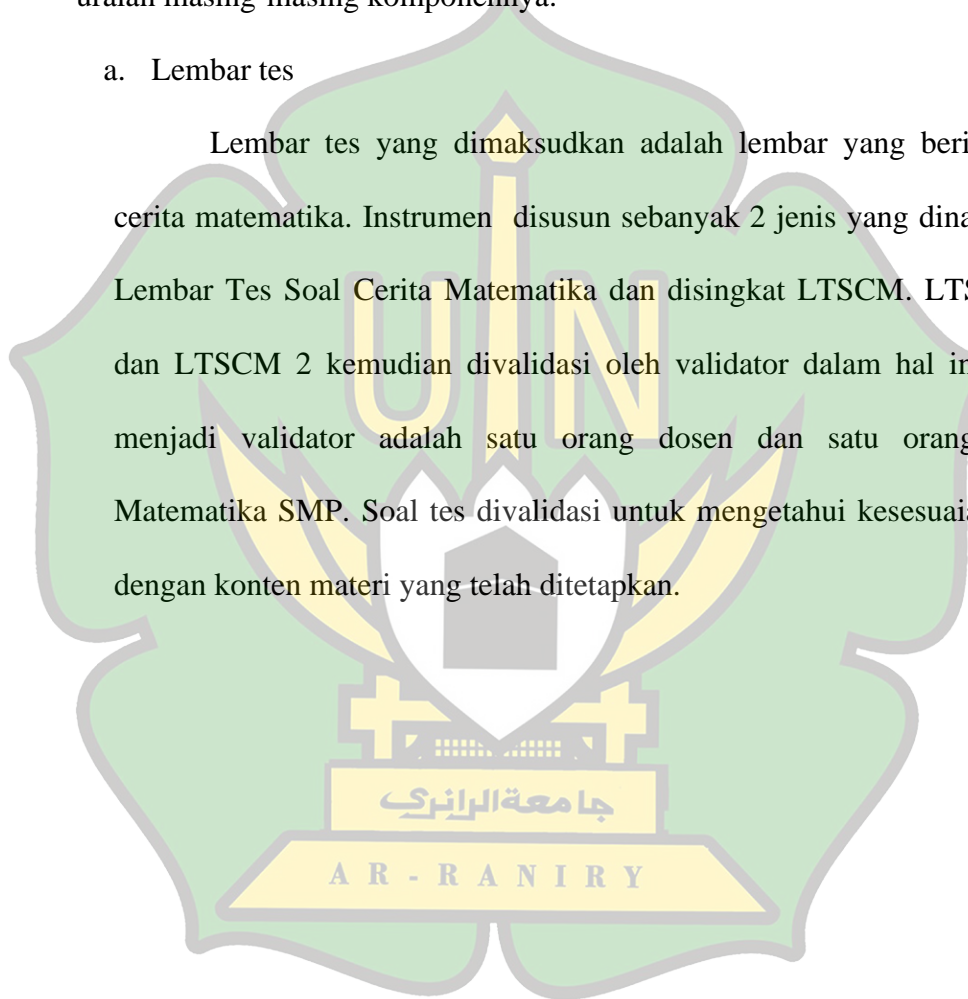 masing-masing komponennya.
a. Lembar tes
Lembar tes yang dimaksudkan adalah lembar yang beri
cerita matematika. Instrumen disusun sebanyak 2 jenis yang dina
Lembar Tes Soal Cerita Matematika dan disingkat LTSCM. LTS
dan LTSCM 2 kemudian divalidasi oleh validator dalam hal in
menjadi validator adalah satu orang dosen dan satu orang
Matematika SMP. Soal tes divalidasi untuk mengetahui kesesuaia
dengan konten materi yang telah ditetapkan.
UIN
جامعة الرانري
AR-RANIRY